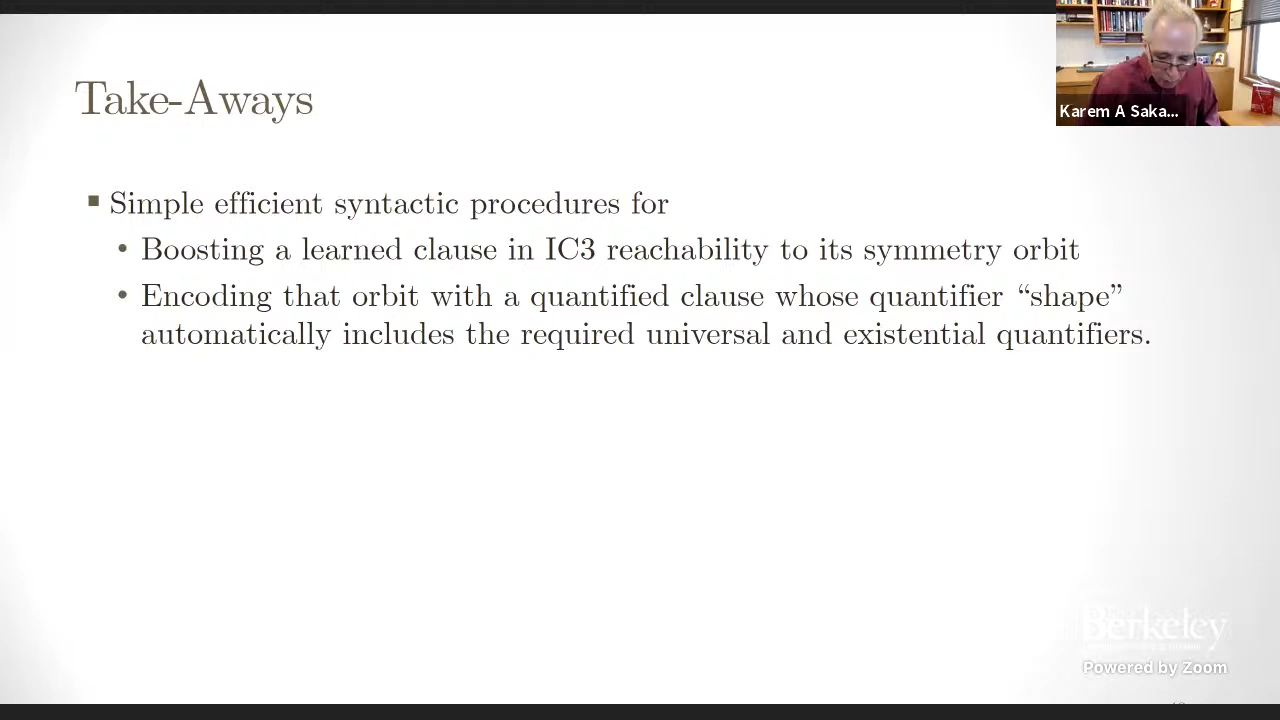 Take-Aways
Karem A Saka...
▪ Simple efficient syntactic procedures for
• Boosting a learned clause in IC3 reachability to its symmetry orbit
• Encoding that orbit with a quantified clause whose quantifier “shape”
automatically includes the required universal and existential quantifiers.
Berkeley
Powered by Zoom